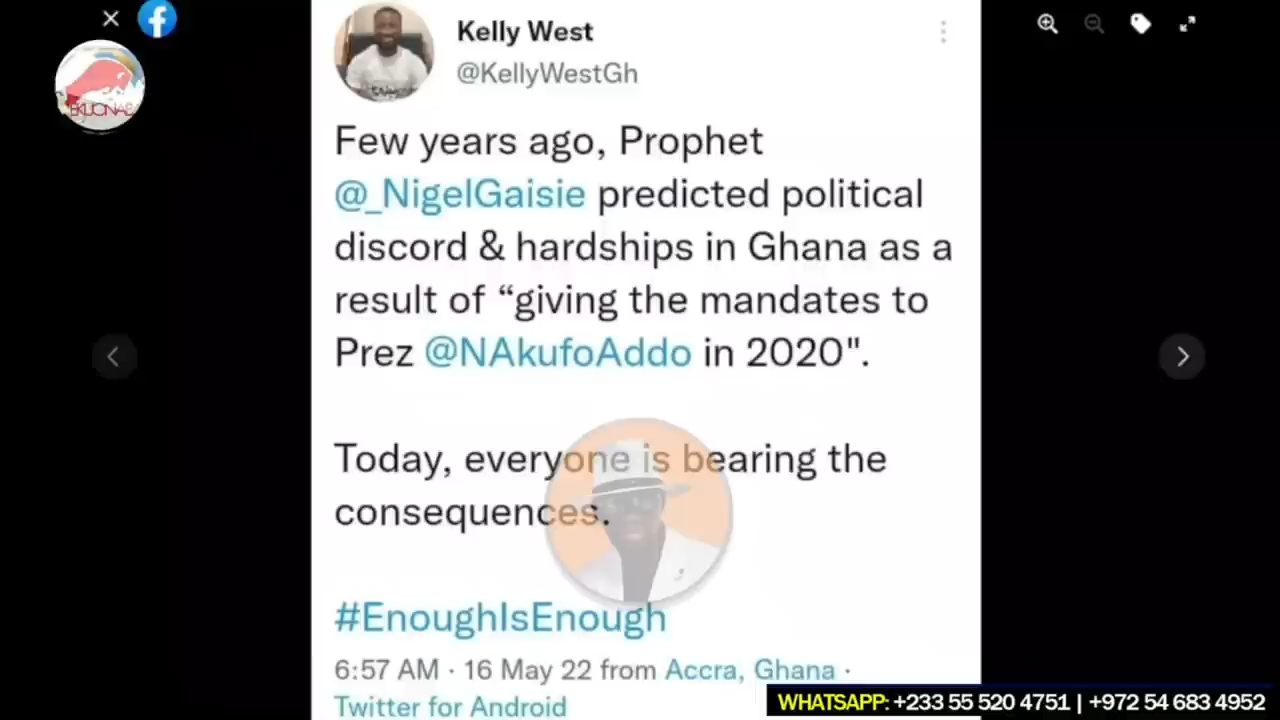 Kelly West
@KellyWestGh
Few years ago, Prophet
@_NigelGaisie predicted political
discord & hardships in Ghana as a
result of “giving the mandates to
Prez @NAkufoAddo in 2020".
Today, everyone is bearing the
consequences.
#EnoughIsEnough
6:57 AM · 16 May 22 from Accra, Ghana ·
Twitter for Android
WHATSAPP: +233 55 520 4751 | +972 54 683 4952